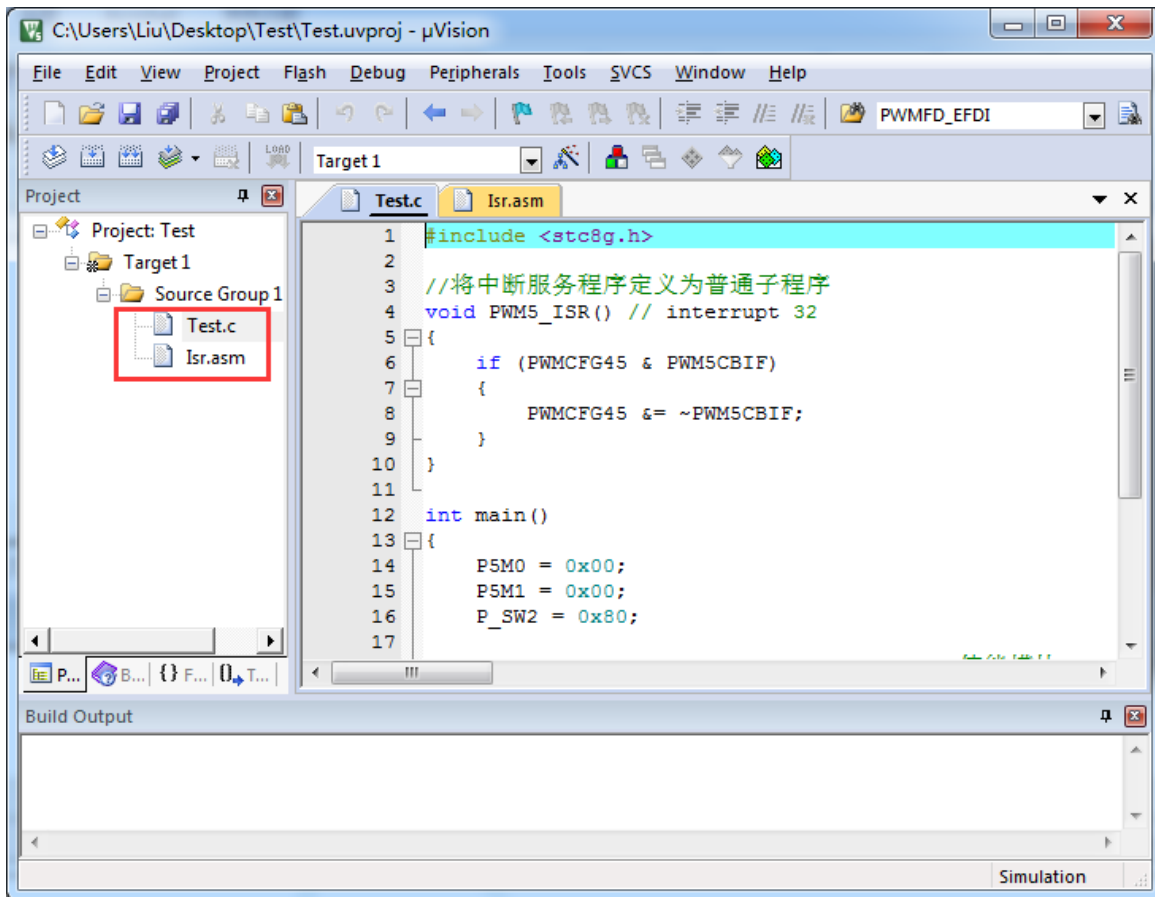 C:\Users\Liu\Desktop\Test\Test.uvproj - µVision
File Edit View Project Flash Debug Peripherals Tools SVCS Window Help
PWMFD_EFDI
LOAD
Target 1
Project
Test.c Isr.asm
Project: Test
Target 1
Source Group 1
Test.c
Isr.asm
1 #include <stc8g.h>
2
3 //将中断服务程序定义为普通子程序
4 void PWM5_ISR() // interrupt 32
5 {
6 if (PWMCFG45 & PWM5CBIF)
7 {
8 PWMCFG45 &= ~PWM5CBIF;
9 }
10 }
11
12 int main()
13 {
14 P5M0 = 0x00;
15 P5M1 = 0x00;
16 P_SW2 = 0x80;
17
P... B... {} F... 0 T...
Build Output
Simulation